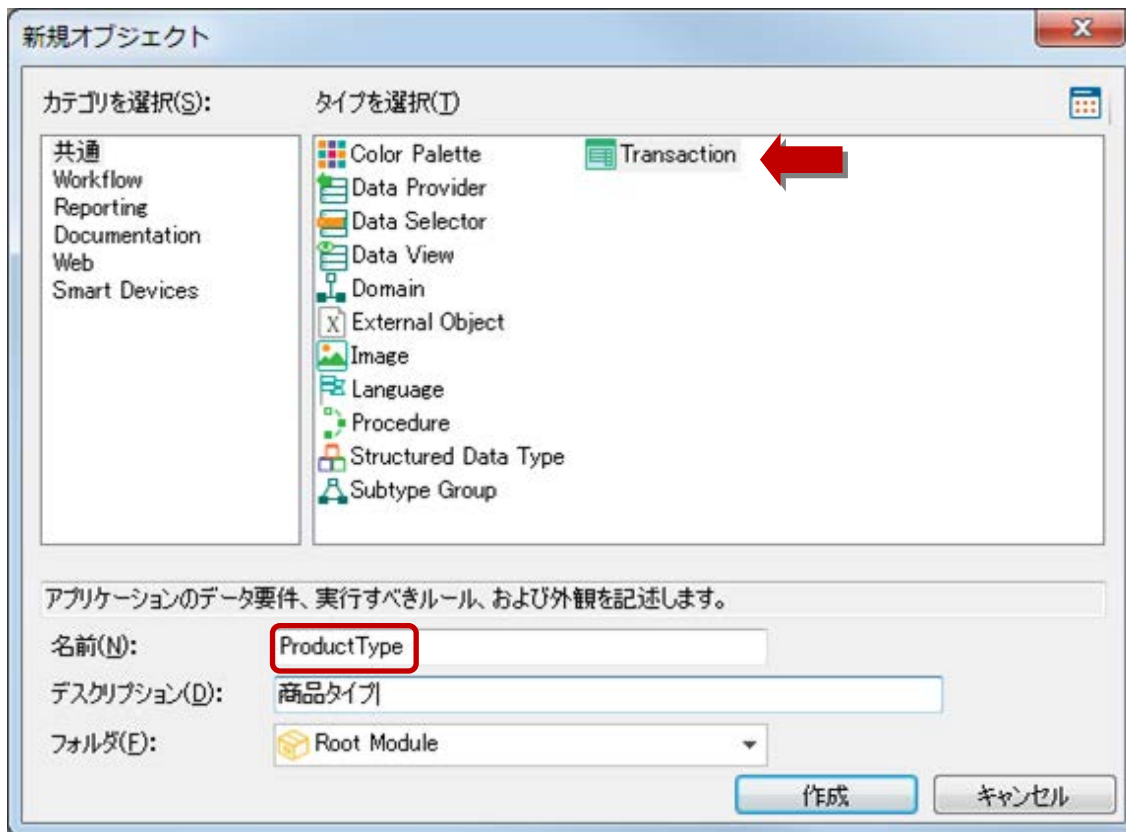 新規オブジェクト
カテゴリを選択(S):
タイプを選択(T)
共通
Workflow
Reporting
Documentation
Web
Smart Devices
Color Palette
Data Provider
Data Selector
Data View
Domain
External Object
Image
Language
Procedure
Structured Data Type
Subtype Group
Transaction
アプリケーションのデータ要件、実行すべきルール、および外観を記述します。
名前(N):
ProductType
デスクリプション(D):
商品タイプ
フォルダ(F):
Root Module
作成
キャンセル